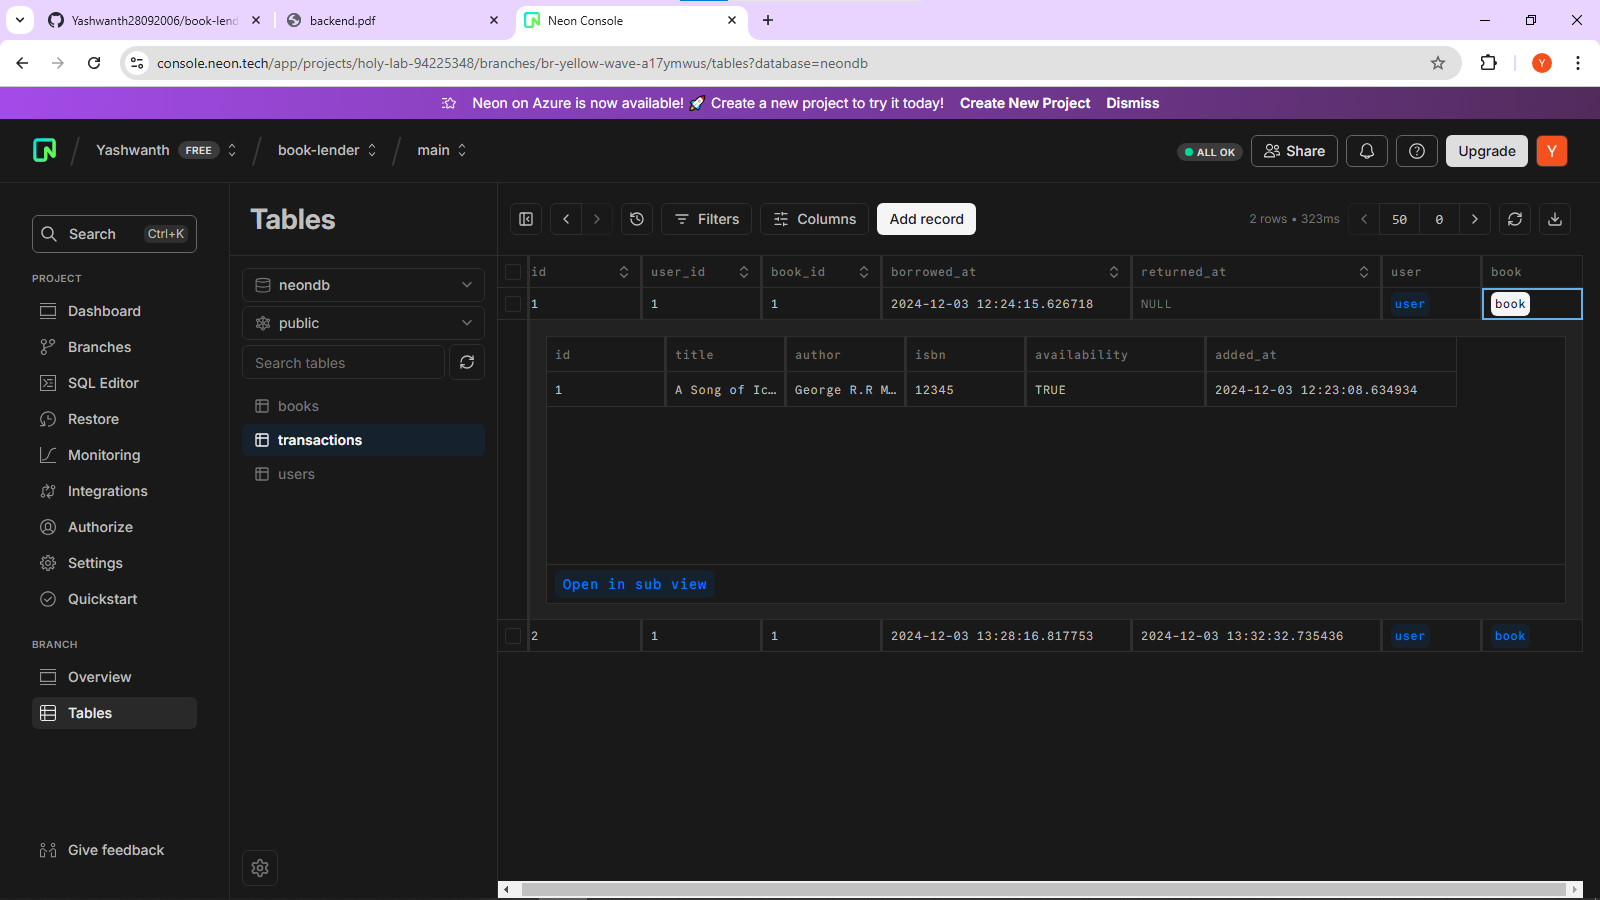 Yashwanth28092006/book-lend
backend.pdf
Neon Console
console.neon.tech/app/projects/holy-lab-94225348/branches/br-yellow-wave-a17ymwus/tables?database=neondb
Y
Neon on Azure is now available! 🚀 Create a new project to try it today! Create New Project Dismiss
Yashwanth FREE / book-lender / main
ALL OK Share Upgrade Y
Search Ctrl+K
PROJECT
Dashboard
Branches
SQL Editor
Restore
Monitoring
Integrations
Authorize
Settings
Quickstart
BRANCH
Overview
Tables
Give feedback
Tables
neondb
public
Search tables
books
transactions
users
Filters Columns Add record 2 rows • 323ms 50 0
id user_id book_id borrowed_at returned_at user book
1 1 1 2024-12-03 12:24:15.626718 NULL user book
id title author isbn availability added_at
1 A Song of Ic… George R.R M… 12345 TRUE 2024-12-03 12:23:08.634934
Open in sub view
2 1 1 2024-12-03 13:28:16.817753 2024-12-03 13:32:32.735436 user book